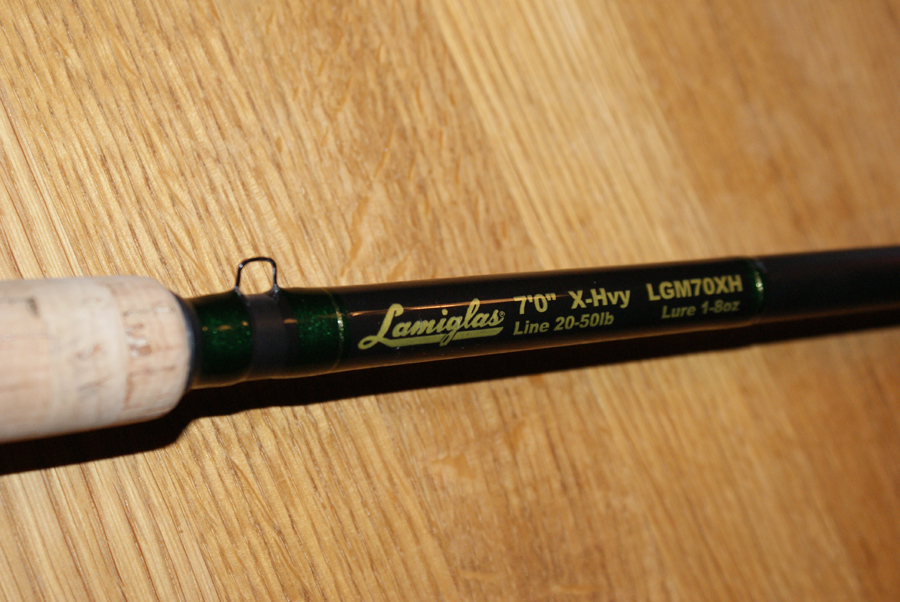 Lamiglas® 7'0" X-Hvy LGM70XH
Line 20-50lb Lure 1-8oz